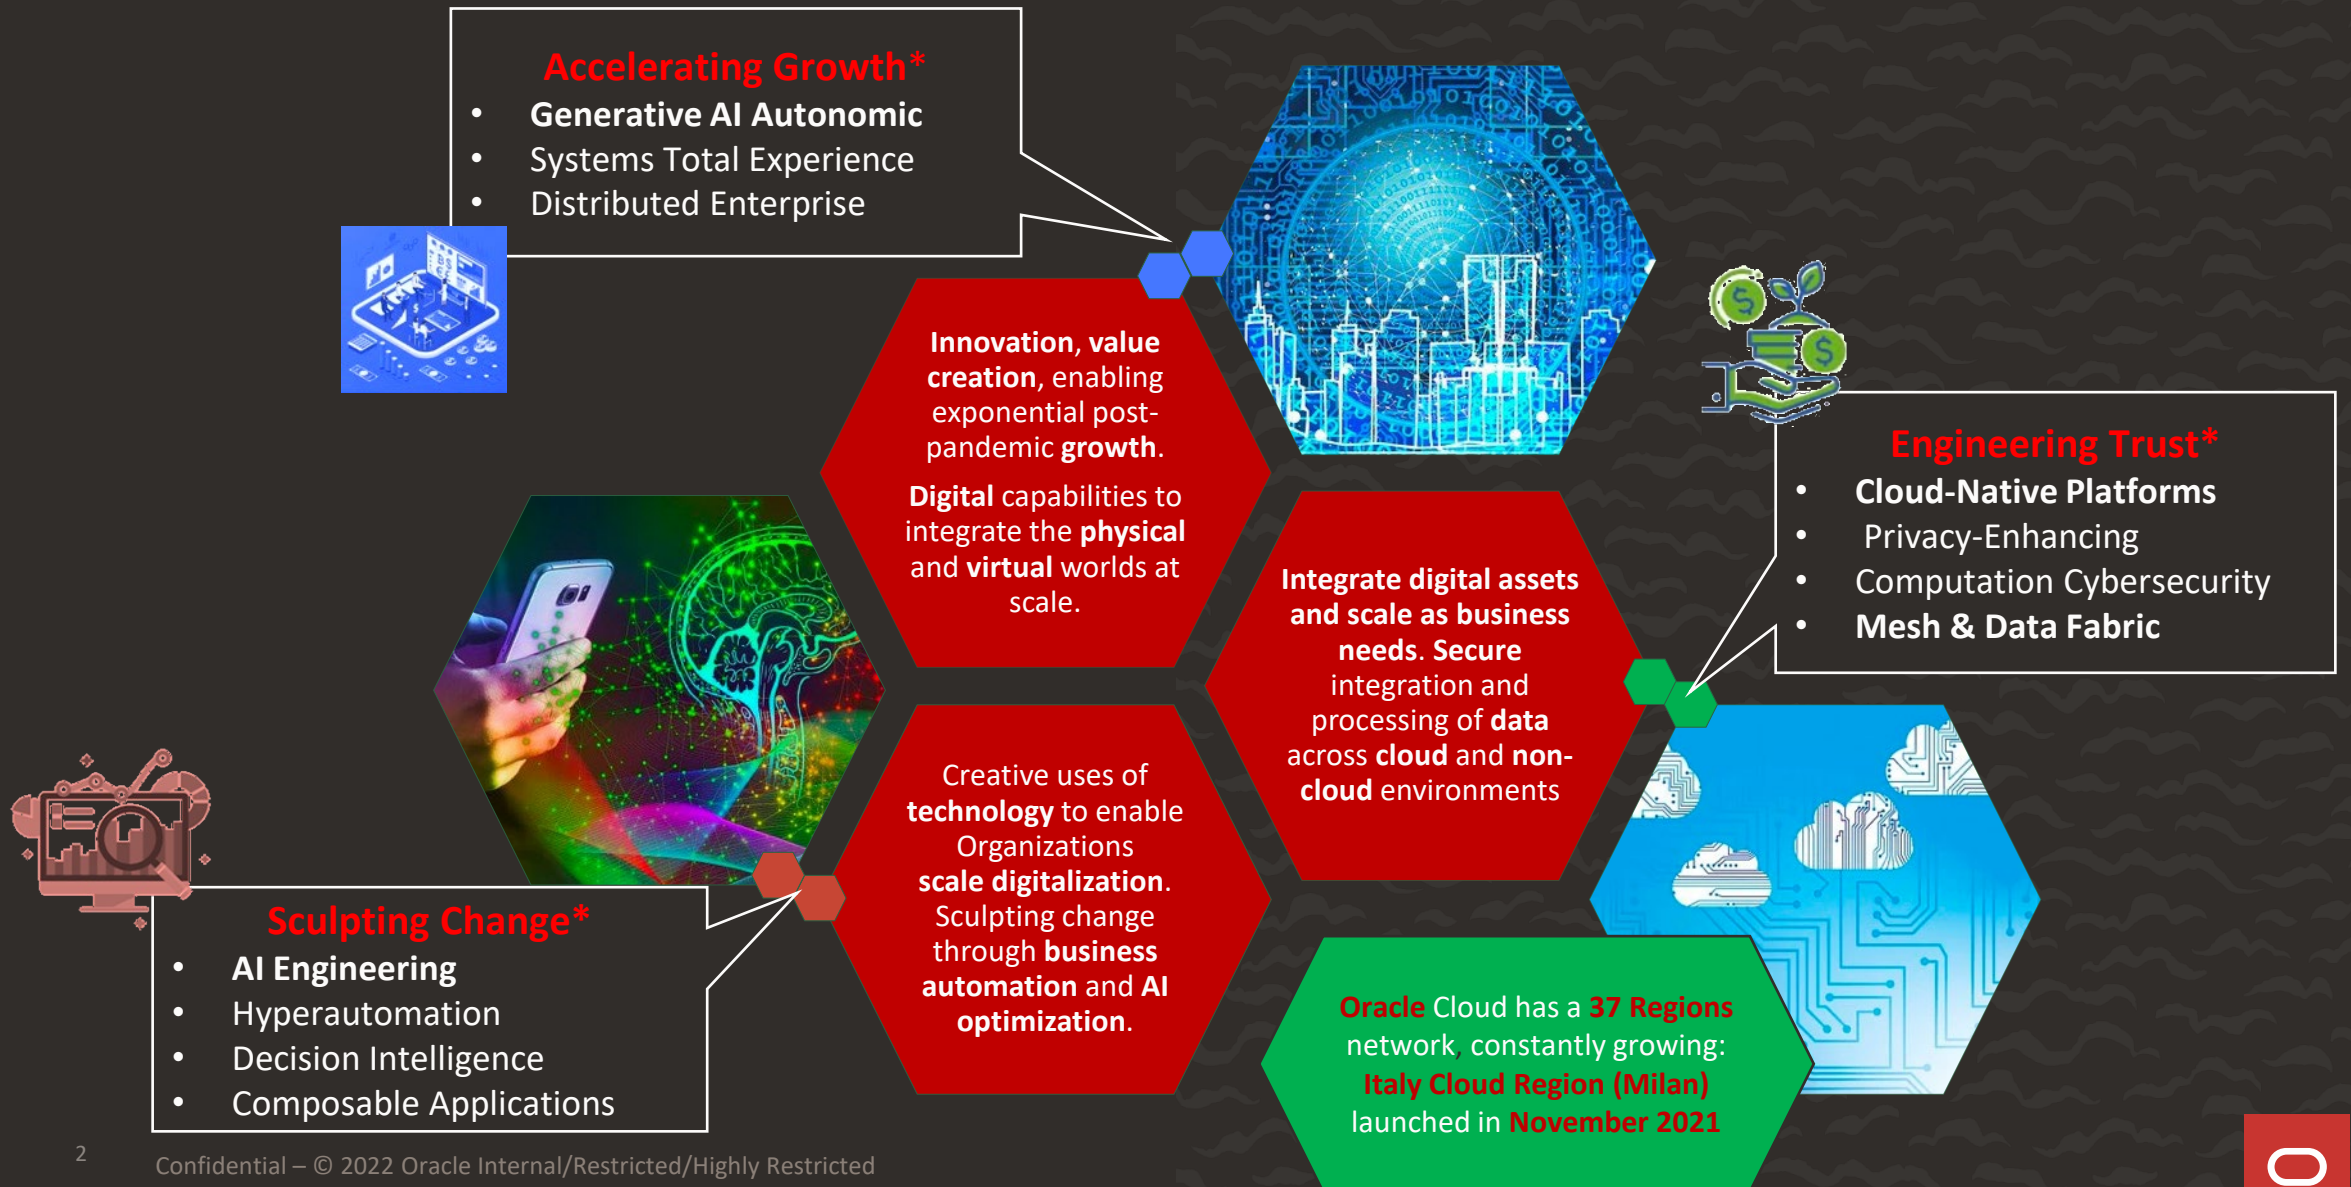 Accelerating Growth*
• Generative AI Autonomic
• Systems Total Experience
• Distributed Enterprise
Innovation, value
creation, enabling
exponential post-
pandemic growth.
Digital capabilities to
integrate the physical
and virtual worlds at
scale.
Engineering Trust*
• Cloud-Native Platforms
• Privacy-Enhancing
• Computation Cybersecurity
• Mesh & Data Fabric
Integrate digital assets
and scale as business
needs. Secure
integration and
processing of data
across cloud and non-
cloud environments
Sculpting Change*
• AI Engineering
• Hyperautomation
• Decision Intelligence
• Composable Applications
Creative uses of
technology to enable
Organizations
scale digitalization.
Sculpting change
through business
automation and AI
optimization.
Oracle Cloud has a 37 Regions
network, constantly growing:
Italy Cloud Region (Milan)
launched in November 2021
2
Confidential – © 2022 Oracle Internal/Restricted/Highly Restricted